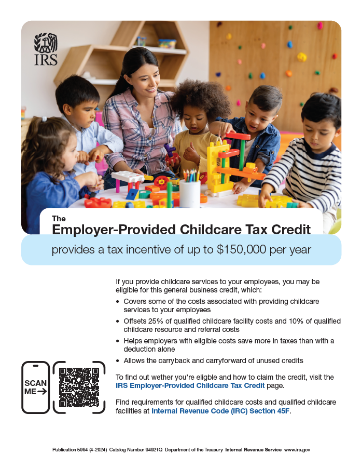 IRS
The
Employer-Provided Childcare Tax Credit
provides a tax incentive of up to $150,000 per year
If you provide childcare services to your employees, you may be
eligible for this general business credit, which:
• Covers some of the costs associated with providing childcare
services to your employees
• Offsets 25% of qualified childcare facility costs and 10% of qualified
childcare resource and referral costs
• Helps employers with eligible costs save more in taxes than with a
deduction alone
• Allows the carryback and carryforward of unused credits
To find out wether you're eligible and how to claim the credit, visit the
IRS Employer-Provided Childcare Tax Credit page.
Find requirements for qualified childcare costs and qualified childcare
facilities at Internal Revenue Code (IRC) Section 45F.
SCAN
ME
Publication (4-2024) Catalog Number Department of the Treasury Internal Revenue Service www.irs.gov